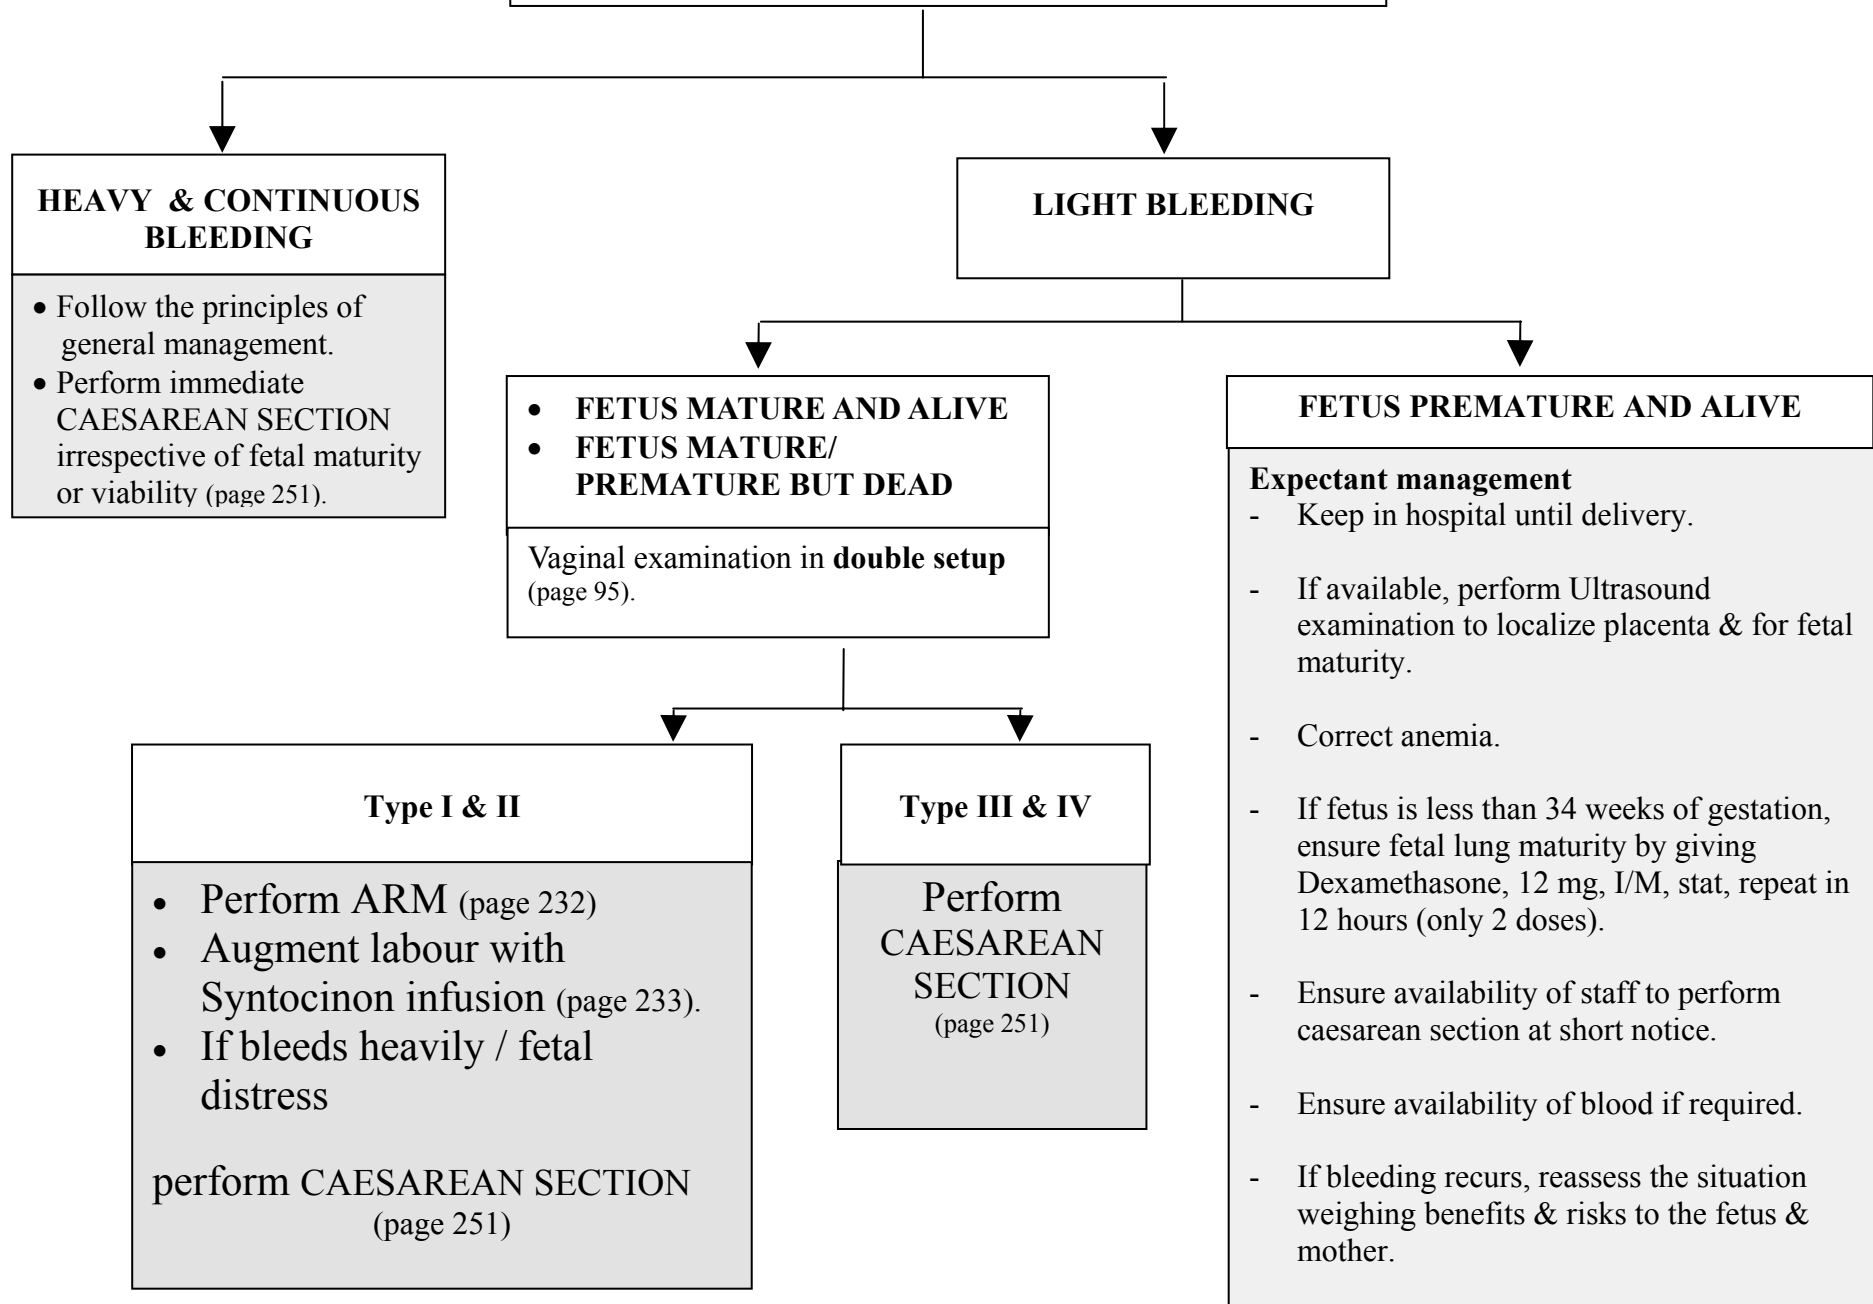 HEAVY & CONTINUOUS
BLEEDING
• Follow the principles of
general management.
• Perform immediate
CAESAREAN SECTION
irrespective of fetal maturity
or viability (page 251).
LIGHT BLEEDING
• FETUS MATURE AND ALIVE
• FETUS MATURE/
PREMATURE BUT DEAD
Vaginal examination in double setup
(page 95).
Type I & II
• Perform ARM (page 232)
• Augment labour with
Syntocinon infusion (page 233).
• If bleeds heavily / fetal
distress
perform CAESAREAN SECTION
(page 251)
Type III & IV
Perform
CAESAREAN
SECTION
(page 251)
FETUS PREMATURE AND ALIVE
Expectant management
- Keep in hospital until delivery.
- If available, perform Ultrasound
examination to localize placenta & for fetal
maturity.
- Correct anemia.
- If fetus is less than 34 weeks of gestation,
ensure fetal lung maturity by giving
Dexamethasone, 12 mg, I/M, stat, repeat in
12 hours (only 2 doses).
- Ensure availability of staff to perform
caesarean section at short notice.
- Ensure availability of blood if required.
- If bleeding recurs, reassess the situation
weighing benefits & risks to the fetus &
mother.